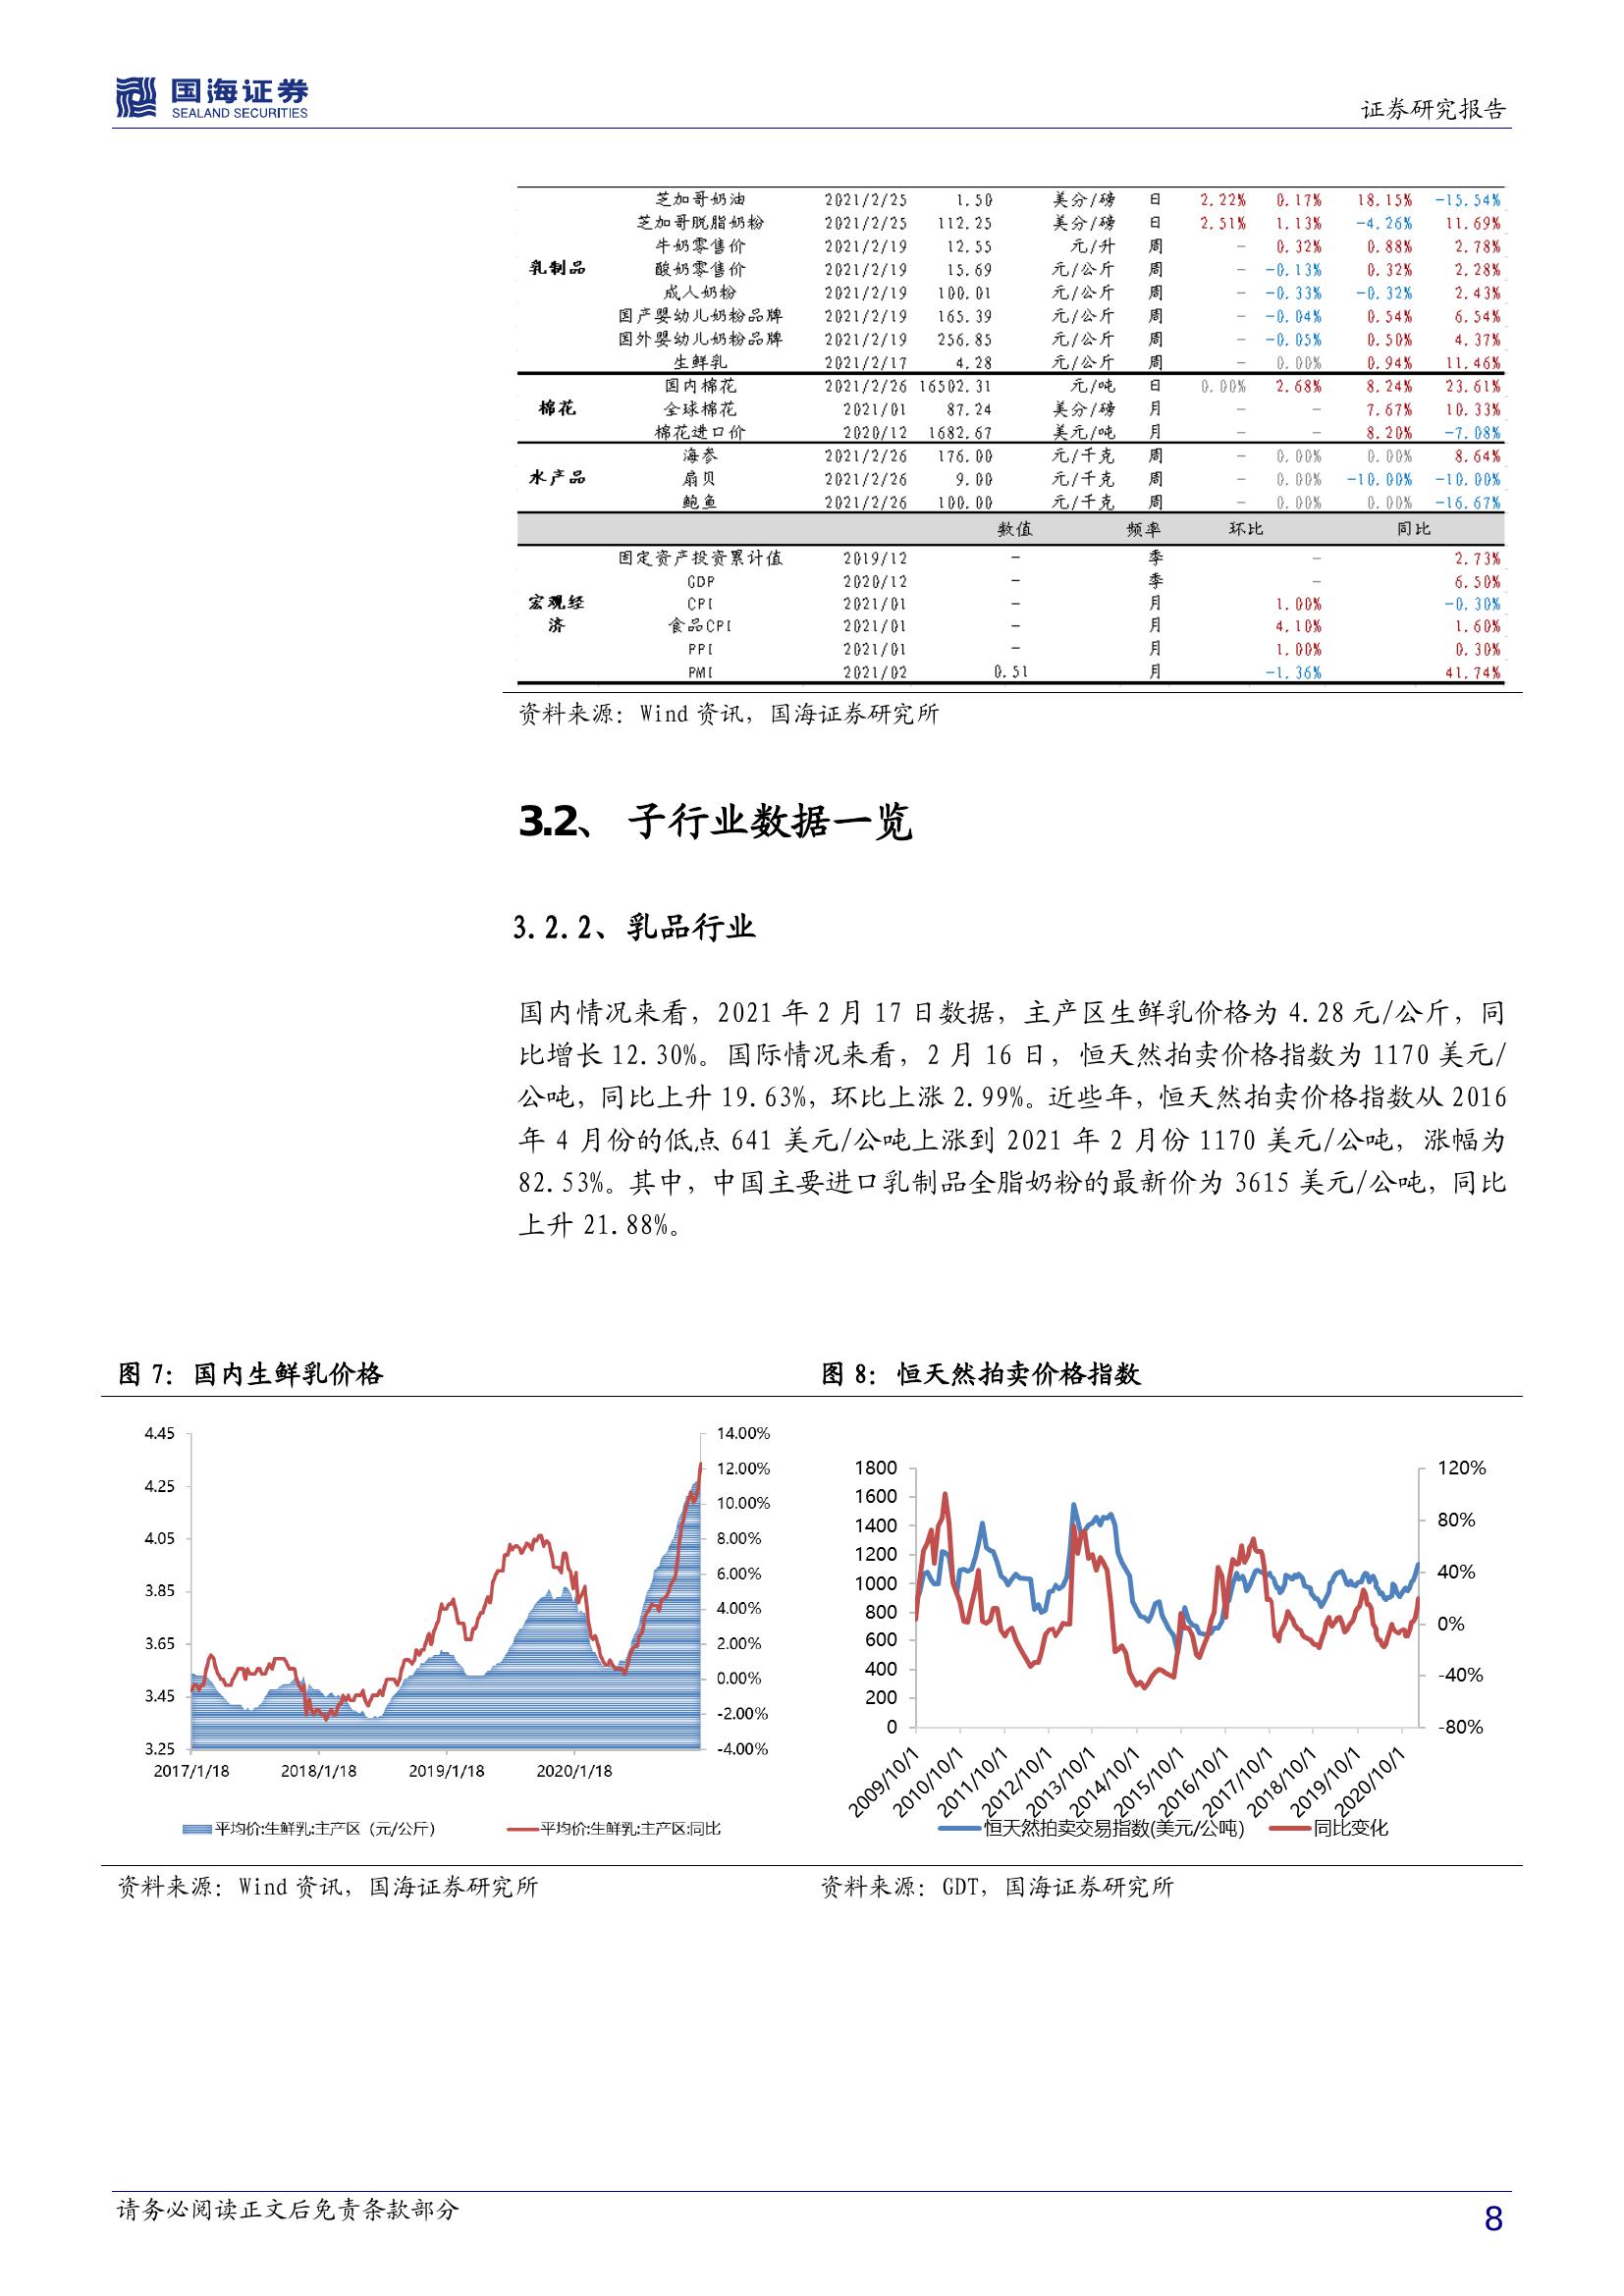 国海证券
SEALAND SECURITIES
证券研究报告
芝加哥奶油 2021/2/25 1.50 美分/磅 日 2.22% 0.17% 18.15% -15.54%
芝加哥脱脂奶粉 2021/2/25 112.25 美分/磅 日 2.51% 1.13% -4.26% 11.69%
牛奶零售价 2021/2/19 12.55 元/升 周 - 0.32% 0.88% 2.78%
乳制品 酸奶零售价 2021/2/19 15.69 元/公斤 周 - -0.13% 0.32% 2.28%
成人奶粉 2021/2/19 100.01 元/公斤 周 - -0.33% -0.32% 2.43%
国产婴幼儿奶粉品牌 2021/2/19 165.39 元/公斤 周 - -0.04% 0.54% 6.54%
国外婴幼儿奶粉品牌 2021/2/19 256.85 元/公斤 周 - -0.05% 0.50% 4.37%
生鲜乳 2021/2/17 4.28 元/公斤 周 - 0.00% 0.94% 11.46%
国内棉花 2021/2/26 16502.31 元/吨 日 0.00% 2.68% 8.24% 23.61%
棉花 全球棉花 2021/01 87.24 美分/磅 月 - - 7.67% 10.33%
棉花进口价 2020/12 1682.67 美元/吨 月 - - 8.20% -7.08%
海参 2021/2/26 176.00 元/千克 周 - 0.00% 0.00% 8.64%
水产品 扇贝 2021/2/26 9.00 元/千克 周 - 0.00% -10.00% -10.00%
鲍鱼 2021/2/26 100.00 元/千克 周 - 0.00% 0.00% -16.67%
数值 频率 环比 同比
固定资产投资累计值 2019/12 - 季 - 2.73%
GDP 2020/12 - 季 - 6.50%
宏观经济 CPI 2021/01 - 月 1.00% -0.30%
食品CPI 2021/01 - 月 4.10% 1.60%
PPI 2021/01 - 月 1.00% 0.30%
PMI 2021/02 0.51 月 -1.36% 41.74%
资料来源：Wind 资讯，国海证券研究所
3.2、 子行业数据一览
3.2.2、乳品行业
国内情况来看，2021 年 2 月 17 日数据，主产区生鲜乳价格为 4.28 元/公斤，同
比增长 12.30%。国际情况来看，2 月 16 日，恒天然拍卖价格指数为 1170 美元/
公吨，同比上升 19.63%，环比上涨 2.99%。近些年，恒天然拍卖价格指数从 2016
年 4 月份的低点 641 美元/公吨上涨到 2021 年 2 月份 1170 美元/公吨，涨幅为
82.53%。其中，中国主要进口乳制品全脂奶粉的最新价为 3615 美元/公吨，同比
上升 21.88%。
图 7：国内生鲜乳价格
4.45
4.25
4.05
3.85
3.65
3.45
3.25
14.00%
12.00%
10.00%
8.00%
6.00%
4.00%
2.00%
0.00%
-2.00%
-4.00%
2017/1/18 2018/1/18 2019/1/18 2020/1/18
平均价:生鲜乳:主产区（元/公斤） 平均价:生鲜乳:主产区:同比
资料来源：Wind 资讯，国海证券研究所
图 8：恒天然拍卖价格指数
1800
1600
1400
1200
1000
800
600
400
200
0
120%
80%
40%
0%
-40%
-80%
2009/10/1 2010/10/1 2011/10/1 2012/10/1 2013/10/1 2014/10/1 2015/10/1 2016/10/1 2017/10/1 2018/10/1 2019/10/1 2020/10/1
恒天然拍卖交易指数(美元/公吨) 同比变化
资料来源：GDT，国海证券研究所
请务必阅读正文后免责条款部分
8